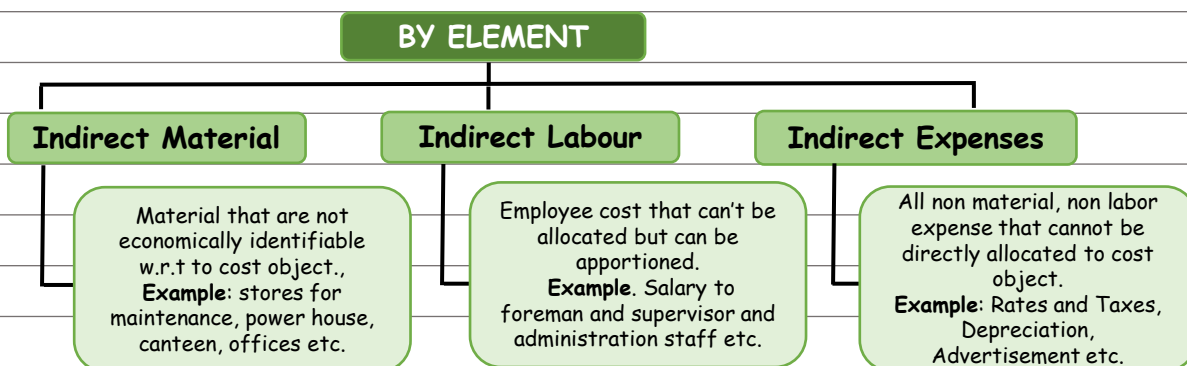 BY ELEMENT
Indirect Material
Indirect Labour
Indirect Expenses
Material that are not
economically identifiable
w.r.t to cost object.,
Example: stores for
maintenance, power house,
canteen, offices etc.
Employee cost that can't be
allocated but can be
apportioned.
Example. Salary to
foreman and supervisor and
administration staff etc.
All non material, non labor
expense that cannot be
directly allocated to cost
object.
Example: Rates and Taxes,
Depreciation,
Advertisement etc.